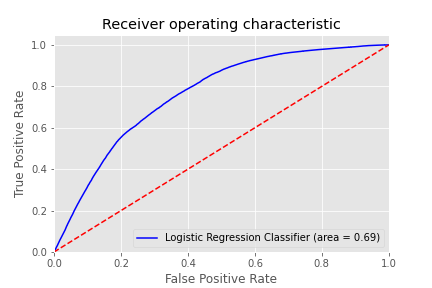 Receiver operating characteristic
True Positive Rate
1.0
0.8
0.6
0.4
0.2
0.0
Logistic Regression Classifier (area = 0.69)
0.0 0.2 0.4 0.6 0.8 1.0
False Positive Rate